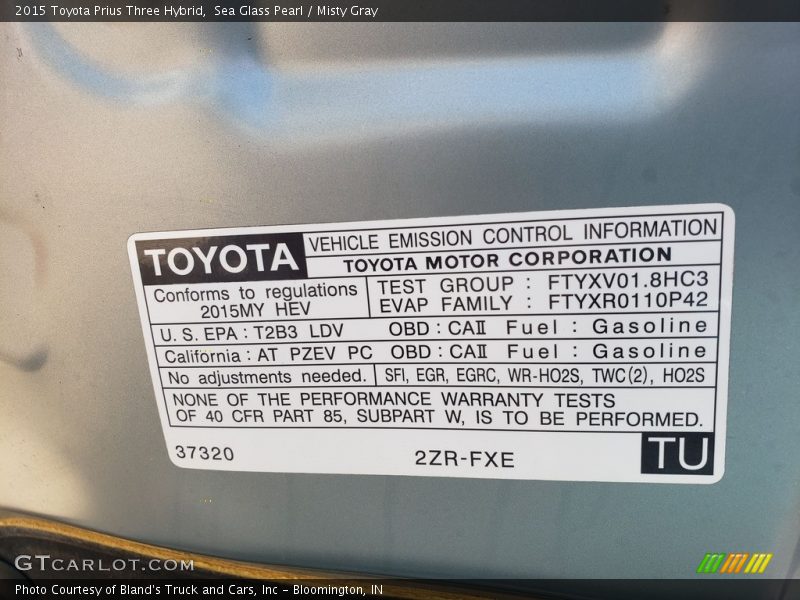 2015 Toyota Prius Three Hybrid, Sea Glass Pearl / Misty Gray
TOYOTA
VEHICLE EMISSION CONTROL INFORMATION
TOYOTA MOTOR CORPORATION
Conforms to regulations
2015MY HEV
TEST GROUP : FTYXV01.8HC3
EVAP FAMILY : FTYXR0110P42
U.S. EPA : T2B3 LDV OBD : CAⅡ Fuel : Gasoline
California : AT PZEV PC OBD : CAⅡ Fuel : Gasoline
No adjustments needed. SFI, EGR, EGRC, WR-HO2S, TWC(2), HO2S
NONE OF THE PERFORMANCE WARRANTY TESTS
OF 40 CFR PART 85, SUBPART W, IS TO BE PERFORMED.
37320 2ZR-FXE TU
GTCARLOT.COM
Photo Courtesy of Bland's Truck and Cars, Inc - Bloomington, IN